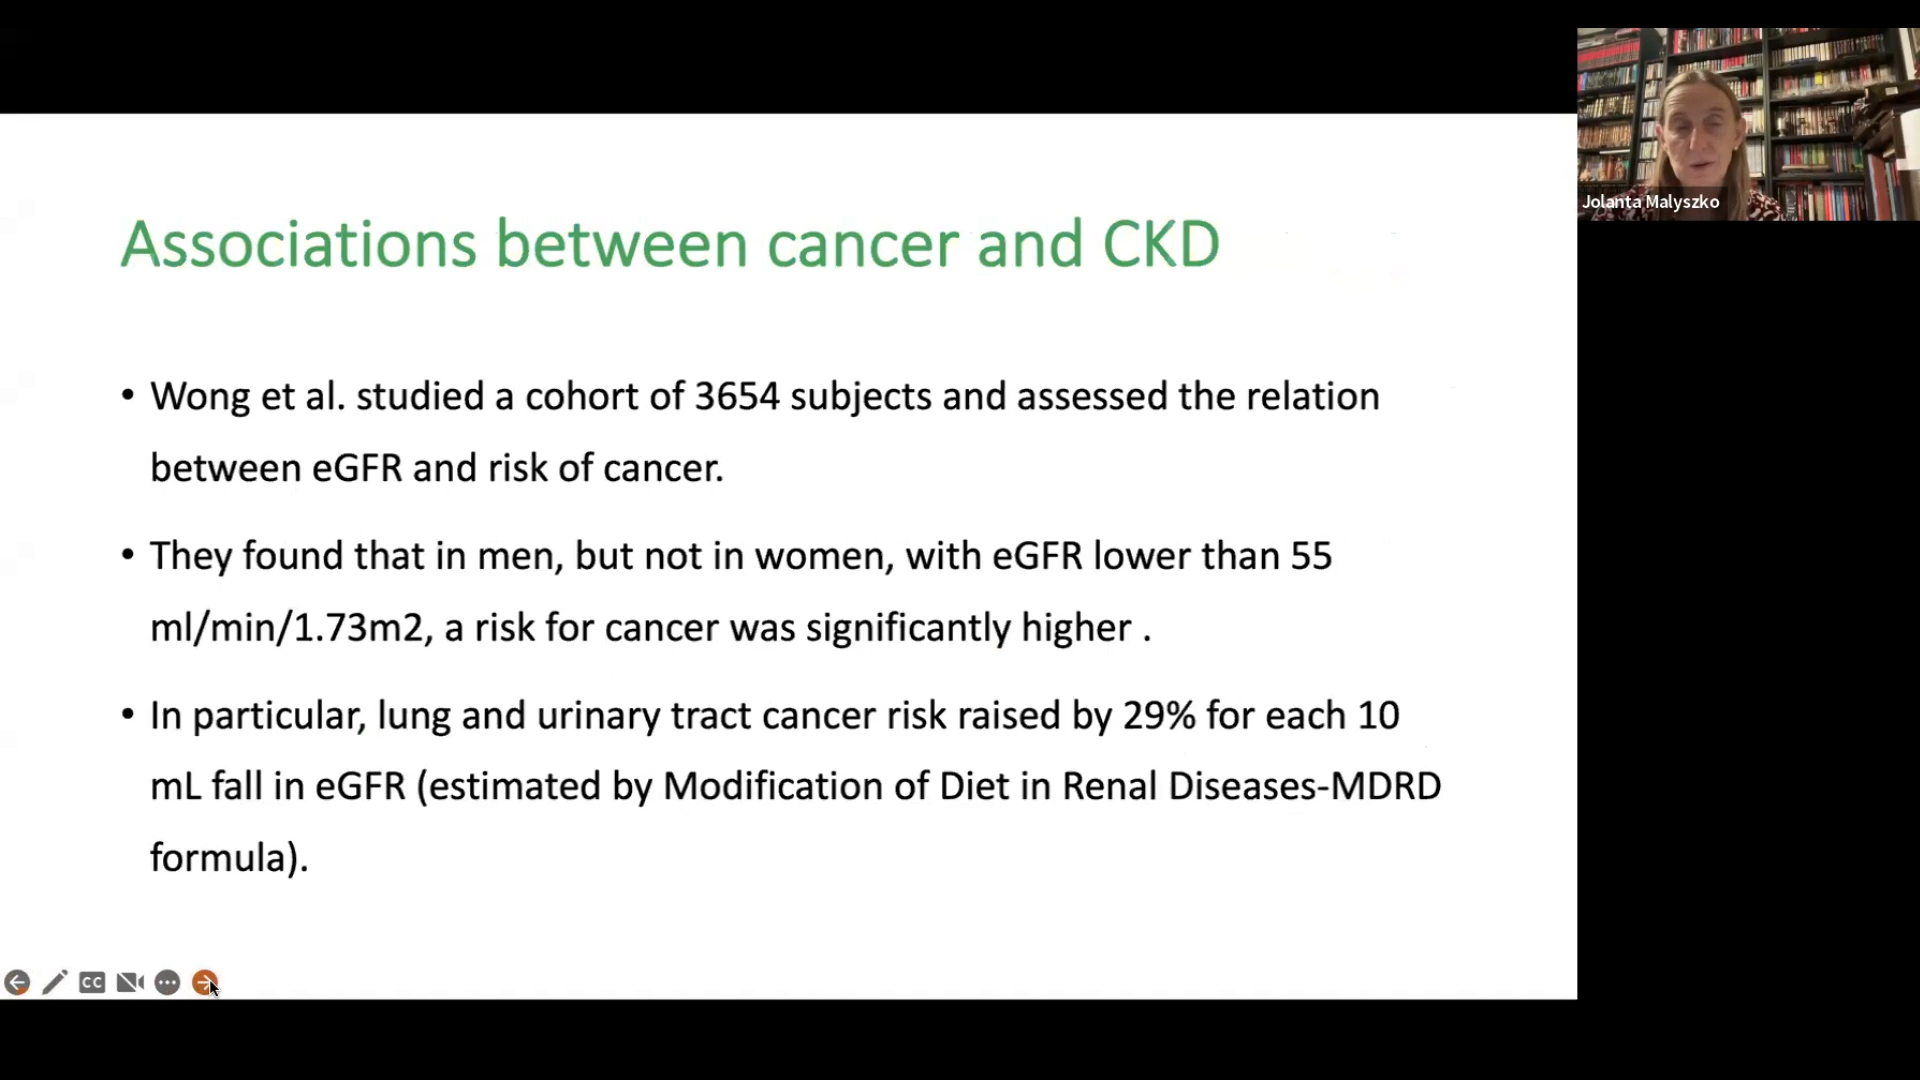 Jolanta Malyszko
Associations between cancer and CKD
• Wong et al. studied a cohort of 3654 subjects and assessed the relation
between eGFR and risk of cancer.
• They found that in men, but not in women, with eGFR lower than 55
ml/min/1.73m2, a risk for cancer was significantly higher .
• In particular, lung and urinary tract cancer risk raised by 29% for each 10
mL fall in eGFR (estimated by Modification of Diet in Renal Diseases-MDRD
formula).
CC